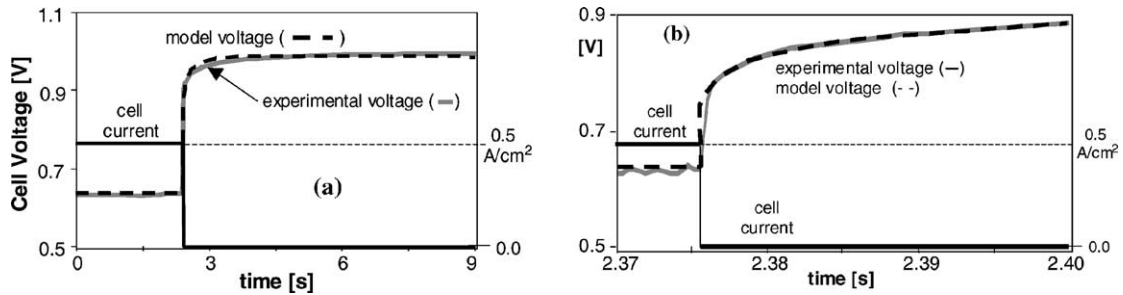 1.1
0.9
0.7
0.5
Cell Voltage [V]
model voltage ( - - )
experimental voltage ( – )
cell
current
0.5
A/cm²
(a)
0.0
0
3
6
9
time [s]
0.9
[V]
0.7
0.5
(b)
experimental voltage (—)
model voltage (- -)
cell current
0.5
A/cm²
cell
current
0.0
2.37
2.38
2.39
2.40
time [s]